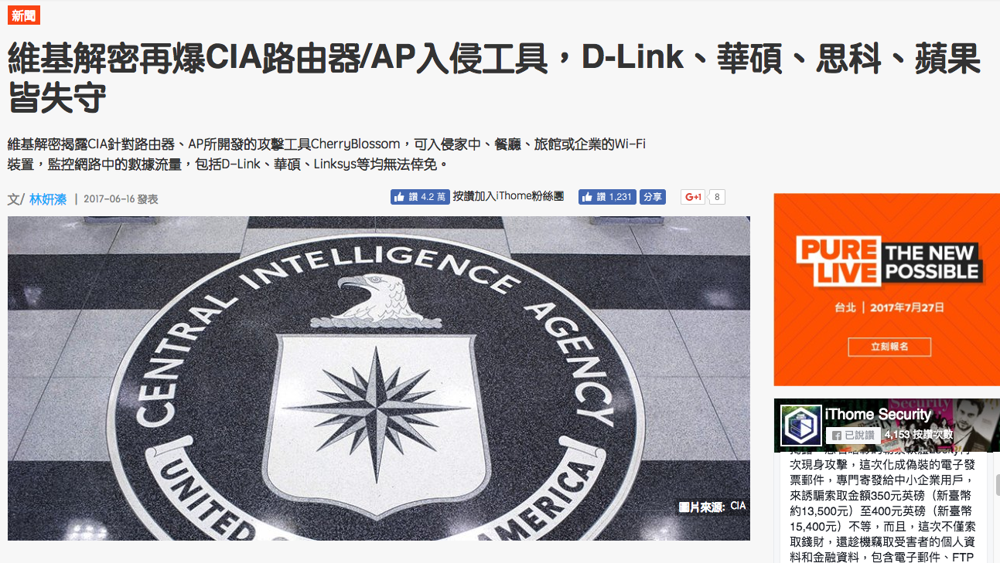 新聞
維基解密再爆CIA路由器/AP入侵工具，D-Link、華碩、思科、蘋果
皆失守
維基解密揭露CIA針對路由器、AP所開發的攻擊工具CherryBlossom，可入侵家中、餐廳、旅館或企業的Wi-Fi
裝置，監控網路中的數據流量，包括D-Link、華碩、Linksys等均無法倖免。
文/ 林妍溱 | 2017-06-16 發表
讚 4.2 萬 按讚加入iThome粉絲團 讚 1,231 分享 G+1 8
CENTRAL INTELLIGENCE AGENCY
UNITED
AMERICA
圖片來源: CIA
PURE LIVE
THE NEW POSSIBLE
台北 | 2017年7月27日
立刻報名
Security
iThome Security
已說讚 4,153 按讚次數
次現身攻擊，這次化成偽裝的電子發
票郵件，專門寄發給中小企業用戶，
來誘騙索取金額350元英磅（新臺幣
約13,500元）至400元英磅（新臺幣
15,400元）不等，而且，這次不僅索
取錢財，還趁機竊取受害者的個人資
料和金融資料，包含電子郵件、FTP